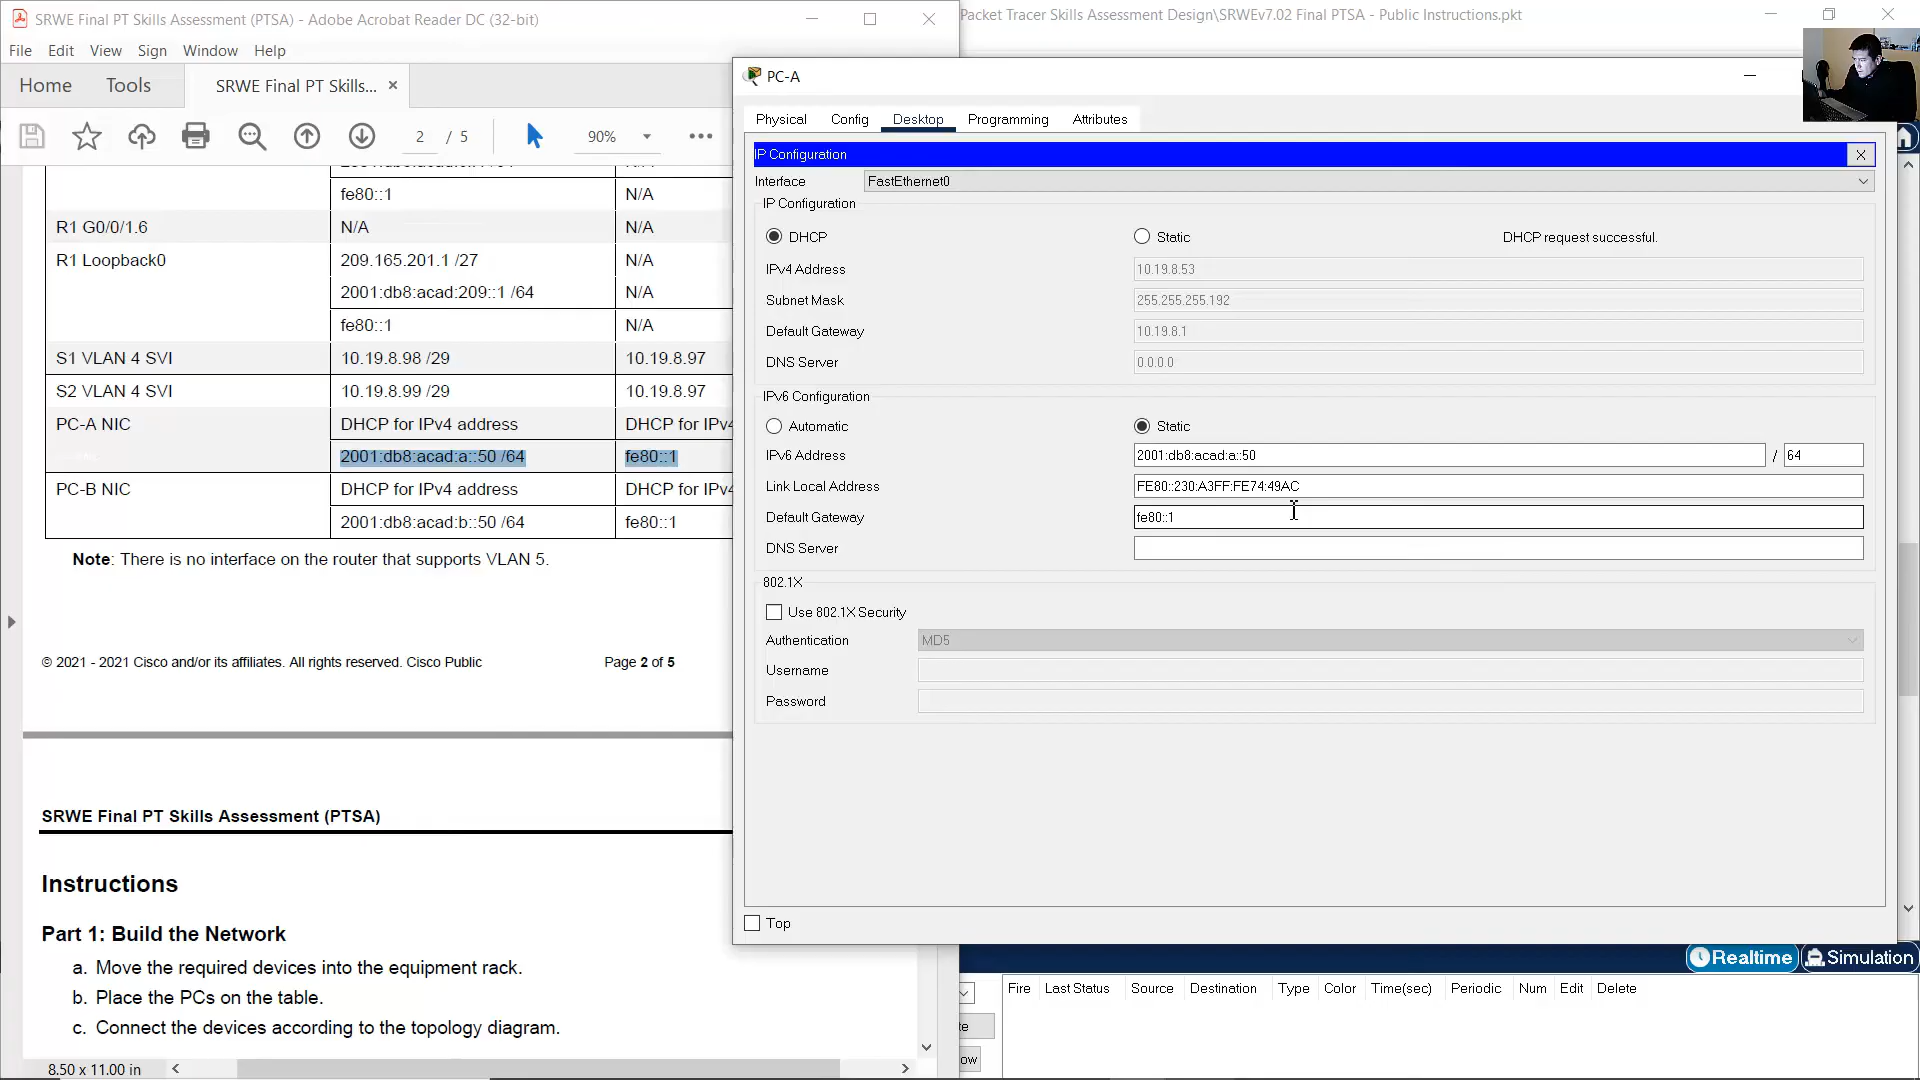 SRWE Final PT Skills Assessment (PTSA) - Adobe Acrobat Reader DC (32-bit)
Packet Tracer Skills Assessment Design\SRWEv7.02 Final PTSA - Public Instructions.pkt
File Edit View Sign Window Help
Home Tools SRWE Final PT Skills... ×
2 / 5 90%
fe80::1 N/A
R1 G0/0/1.6 N/A N/A
R1 Loopback0 209.165.201.1 /27 N/A
2001:db8:acad:209::1 /64 N/A
fe80::1 N/A
S1 VLAN 4 SVI 10.19.8.98 /29 10.19.8.97
S2 VLAN 4 SVI 10.19.8.99 /29 10.19.8.97
PC-A NIC DHCP for IPv4 address DHCP for IPv4
2001:db8:acad:a::50 /64 fe80::1
PC-B NIC DHCP for IPv4 address DHCP for IPv4
2001:db8:acad:b::50 /64 fe80::1
Note: There is no interface on the router that supports VLAN 5.
© 2021 - 2021 Cisco and/or its affiliates. All rights reserved. Cisco Public Page 2 of 5
SRWE Final PT Skills Assessment (PTSA)
Instructions
Part 1: Build the Network
a. Move the required devices into the equipment rack.
b. Place the PCs on the table.
c. Connect the devices according to the topology diagram.
8.50 x 11.00 in
PC-A
Physical Config Desktop Programming Attributes
IP Configuration X
Interface FastEthernet0
IP Configuration
DHCP Static DHCP request successful.
IPv4 Address 10.19.8.53
Subnet Mask 255.255.255.192
Default Gateway 10.19.8.1
DNS Server 0.0.0.0
IPv6 Configuration
Automatic Static
IPv6 Address 2001:db8:acad:a::50 / 64
Link Local Address FE80::230:A3FF:FE74:49AC
Default Gateway fe80::1
DNS Server
802.1X
Use 802.1X Security
Authentication MD5
Username
Password
Top
Realtime Simulation
Fire Last Status Source Destination Type Color Time(sec) Periodic Num Edit Delete
te
ow